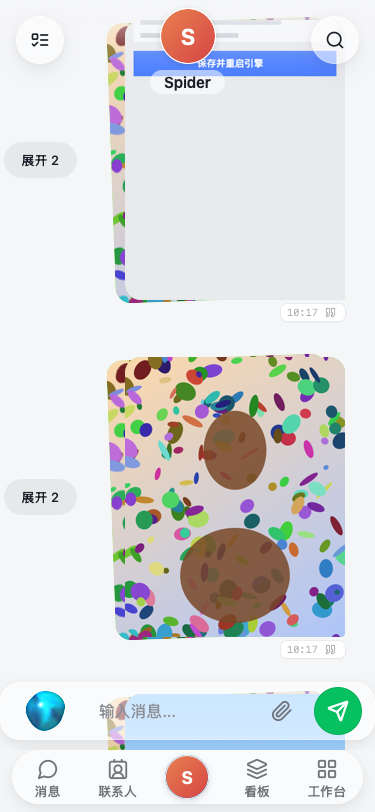 S
保存并重启引擎
Spider
展开 2
10:17
展开 2
10:17
输入消息...
消息
联系人
S
看板
工作台